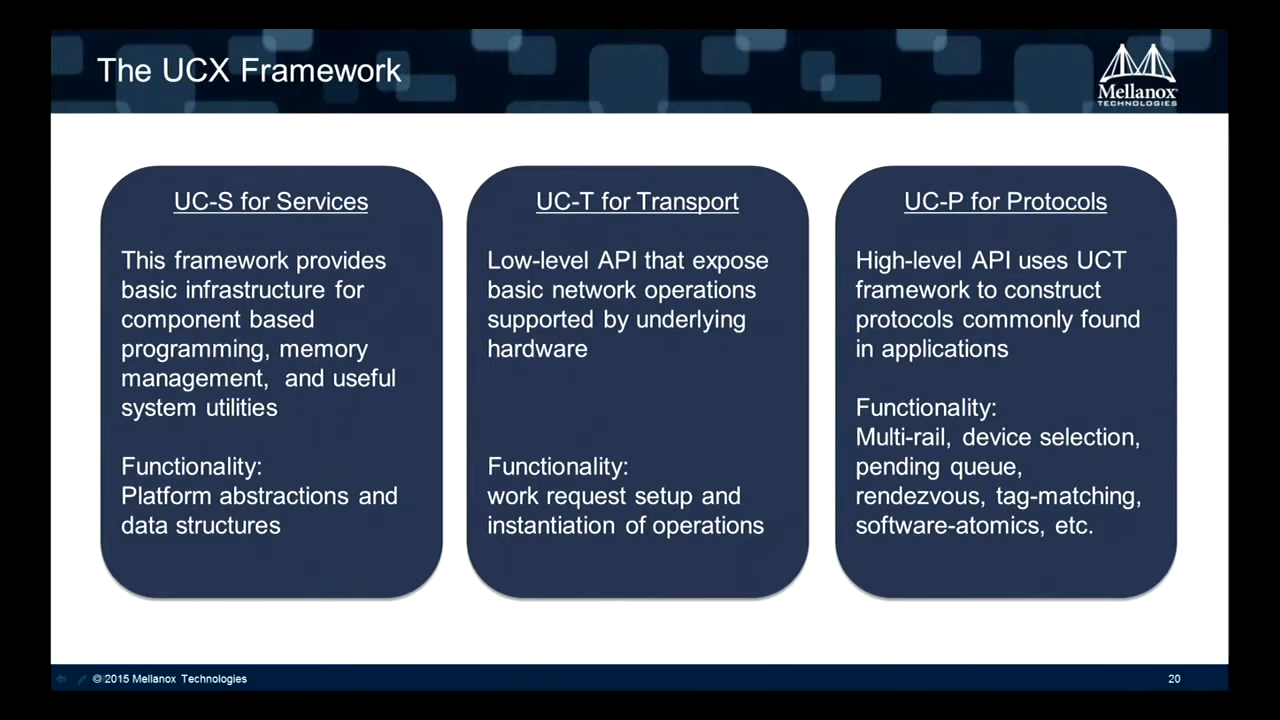 The UCX Framework
Mellanox
TECHNOLOGIES
UC-S for Services
This framework provides
basic infrastructure for
component based
programming, memory
management, and useful
system utilities
Functionality:
Platform abstractions and
data structures
UC-T for Transport
Low-level API that expose
basic network operations
supported by underlying
hardware
Functionality:
work request setup and
instantiation of operations
UC-P for Protocols
High-level API uses UCT
framework to construct
protocols commonly found
in applications
Functionality:
Multi-rail, device selection,
pending queue,
rendezvous, tag-matching,
software-atomics, etc.
© 2015 Mellanox Technologies
20